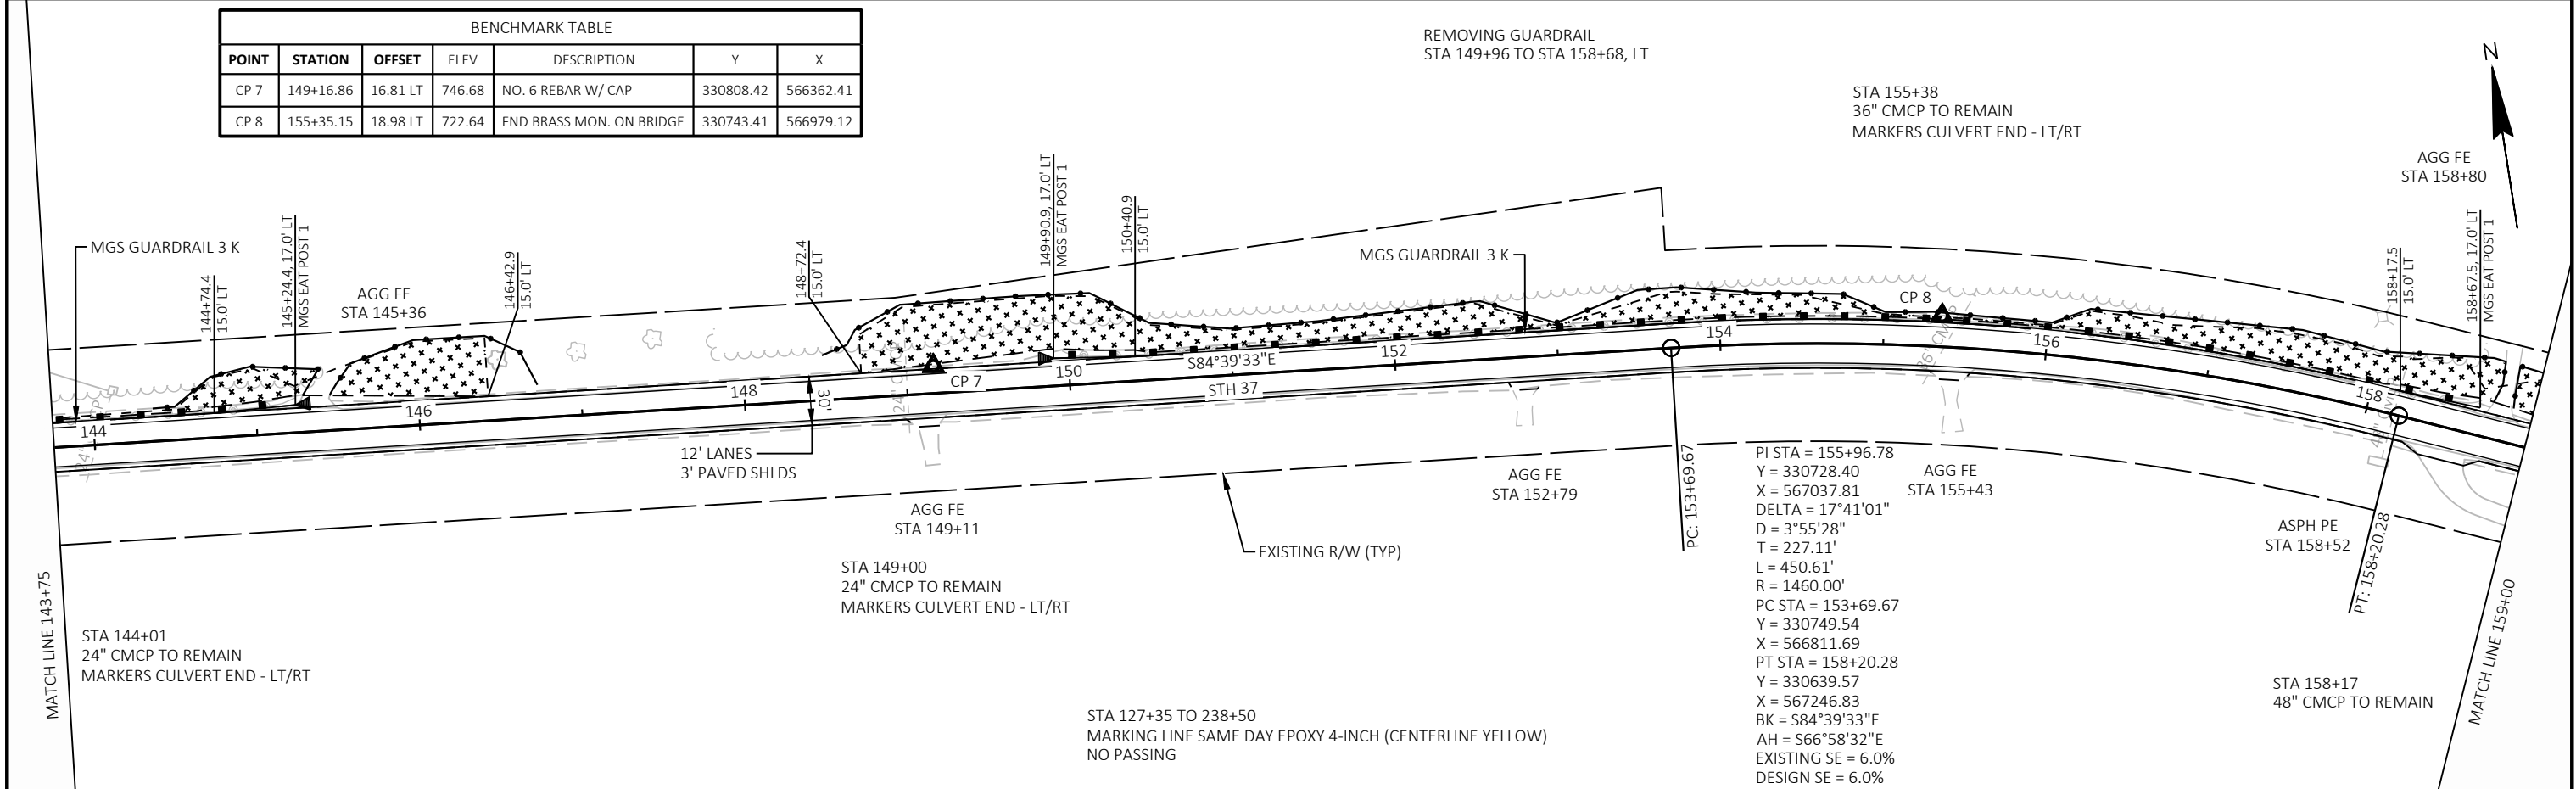 BENCHMARK TABLE
POINT STATION OFFSET ELEV DESCRIPTION Y X
CP 7 149+16.86 16.81 LT 746.68 NO. 6 REBAR W/ CAP 330808.42 566362.41
CP 8 155+35.15 18.98 LT 722.64 FND BRASS MON. ON BRIDGE 330743.41 566979.12
REMOVING GUARDRAIL
STA 149+96 TO STA 158+68, LT
STA 155+38
36" CMCP TO REMAIN
MARKERS CULVERT END - LT/RT
N
AGG FE
STA 158+80
MGS GUARDRAIL 3 K
144+74.4
15.0' LT
145+24.4, 17.0' LT
MGS EAT POST 1
AGG FE
STA 145+36
146+42.9
15.0' LT
148+72.4
15.0' LT
149+90.9, 17.0' LT
MGS EAT POST 1
150+40.9
15.0' LT
MGS GUARDRAIL 3 K
CP 8
158+17.5
15.0' LT
158+67.5, 17.0' LT
MGS EAT POST 1
144
146
148
150
152
154
156
158
CP 7
S84°39'33"E
STH 37
30'
12' LANES
3' PAVED SHLDS
AGG FE
STA 149+11
STA 149+00
24" CMCP TO REMAIN
MARKERS CULVERT END - LT/RT
EXISTING R/W (TYP)
AGG FE
STA 152+79
PC: 153+69.67
PI STA = 155+96.78
Y = 330728.40
X = 567037.81
DELTA = 17°41'01"
D = 3°55'28"
T = 227.11'
L = 450.61'
R = 1460.00'
PC STA = 153+69.67
Y = 330749.54
X = 566811.69
PT STA = 158+20.28
Y = 330639.57
X = 567246.83
BK = S84°39'33"E
AH = S66°58'32"E
EXISTING SE = 6.0%
DESIGN SE = 6.0%
AGG FE
STA 155+43
ASPH PE
STA 158+52
PT: 158+20.28
MATCH LINE 143+75
STA 144+01
24" CMCP TO REMAIN
MARKERS CULVERT END - LT/RT
STA 127+35 TO 238+50
MARKING LINE SAME DAY EPOXY 4-INCH (CENTERLINE YELLOW)
NO PASSING
STA 158+17
48" CMCP TO REMAIN
MATCH LINE 159+00